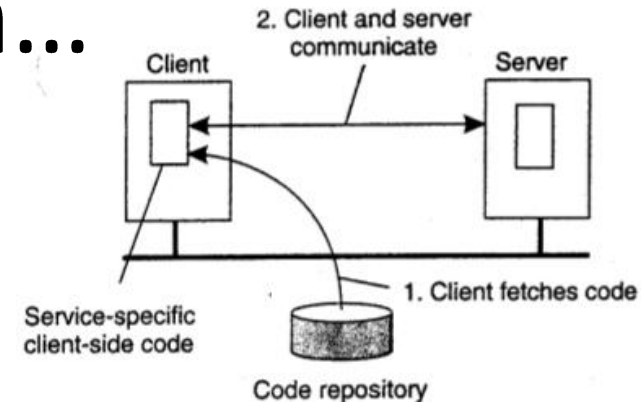 2. Client and server
communicate
Client
Server
1. Client fetches code
Service-specific
client-side code
Code repository